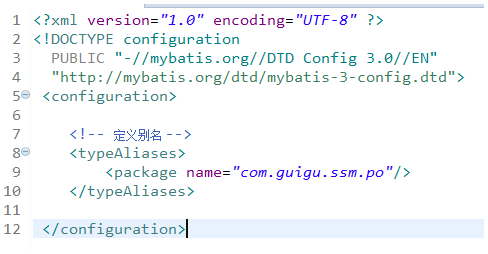 1 <?xml version="1.0" encoding="UTF-8" ?>
2 <!DOCTYPE configuration
3 PUBLIC "-//mybatis.org//DTD Config 3.0//EN"
4 "http://mybatis.org/dtd/mybatis-3-config.dtd">
5 <configuration>
6
7 <!-- 定义别名 -->
8 <typeAliases>
9 <package name="com.guigu.ssm.po"/>
10 </typeAliases>
11
12 </configuration>